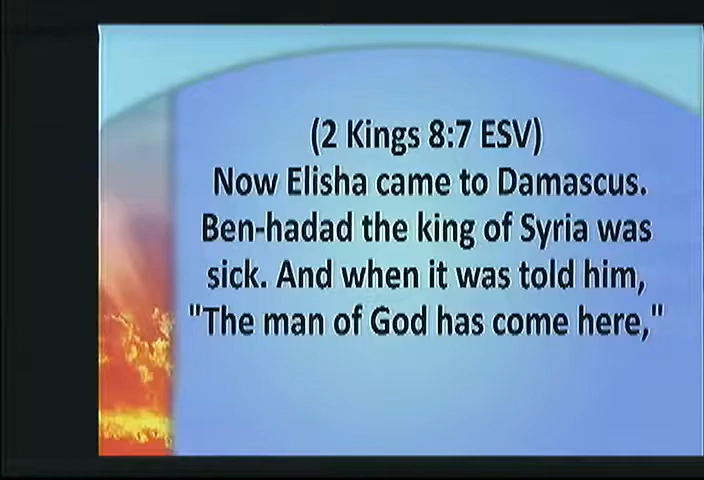 (2 Kings 8:7 ESV)
Now Elisha came to Damascus.
Ben-hadad the king of Syria was
sick. And when it was told him,
"The man of God has come here,"